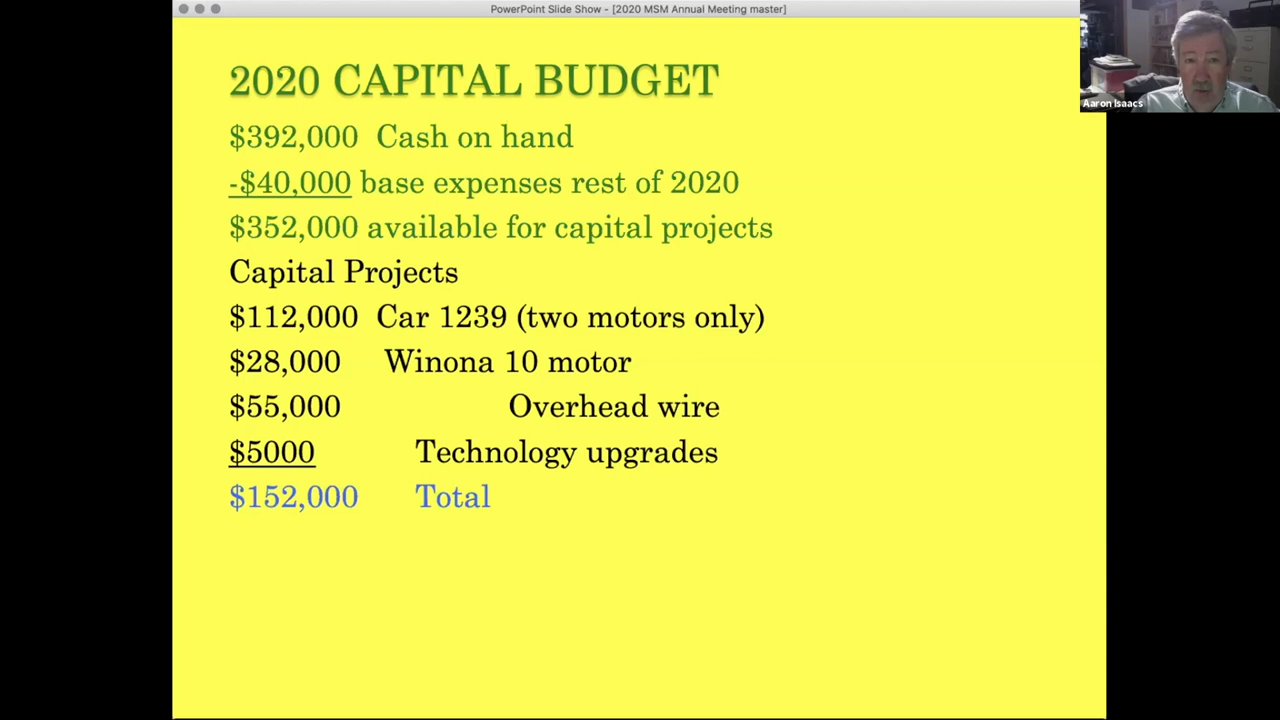 PowerPoint Slide Show - [2020 MSM Annual Meeting master]
2020 CAPITAL BUDGET
$392,000 Cash on hand
-$40,000 base expenses rest of 2020
$352,000 available for capital projects
Capital Projects
$112,000 Car 1239 (two motors only)
$28,000 Winona 10 motor
$55,000 Overhead wire
$5000 Technology upgrades
$152,000 Total
Aaron Isaacs